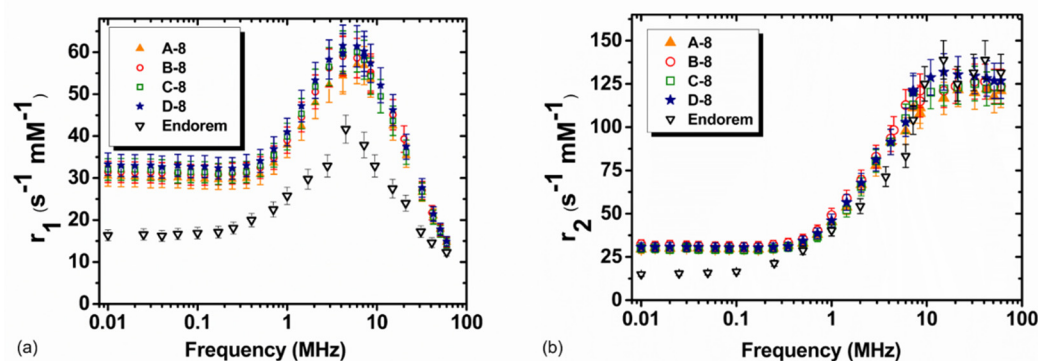 r1 (s-1 mM-1)
60
50
40
30
20
10
0
A-8
B-8
C-8
D-8
Endorem
0.01 0.1 1 10 100
Frequency (MHz)
(a)
r2 (s-1 mM-1)
150
125
100
75
50
25
0
A-8
B-8
C-8
D-8
Endorem
0.01 0.1 1 10 100
Frequency (MHz)
(b)